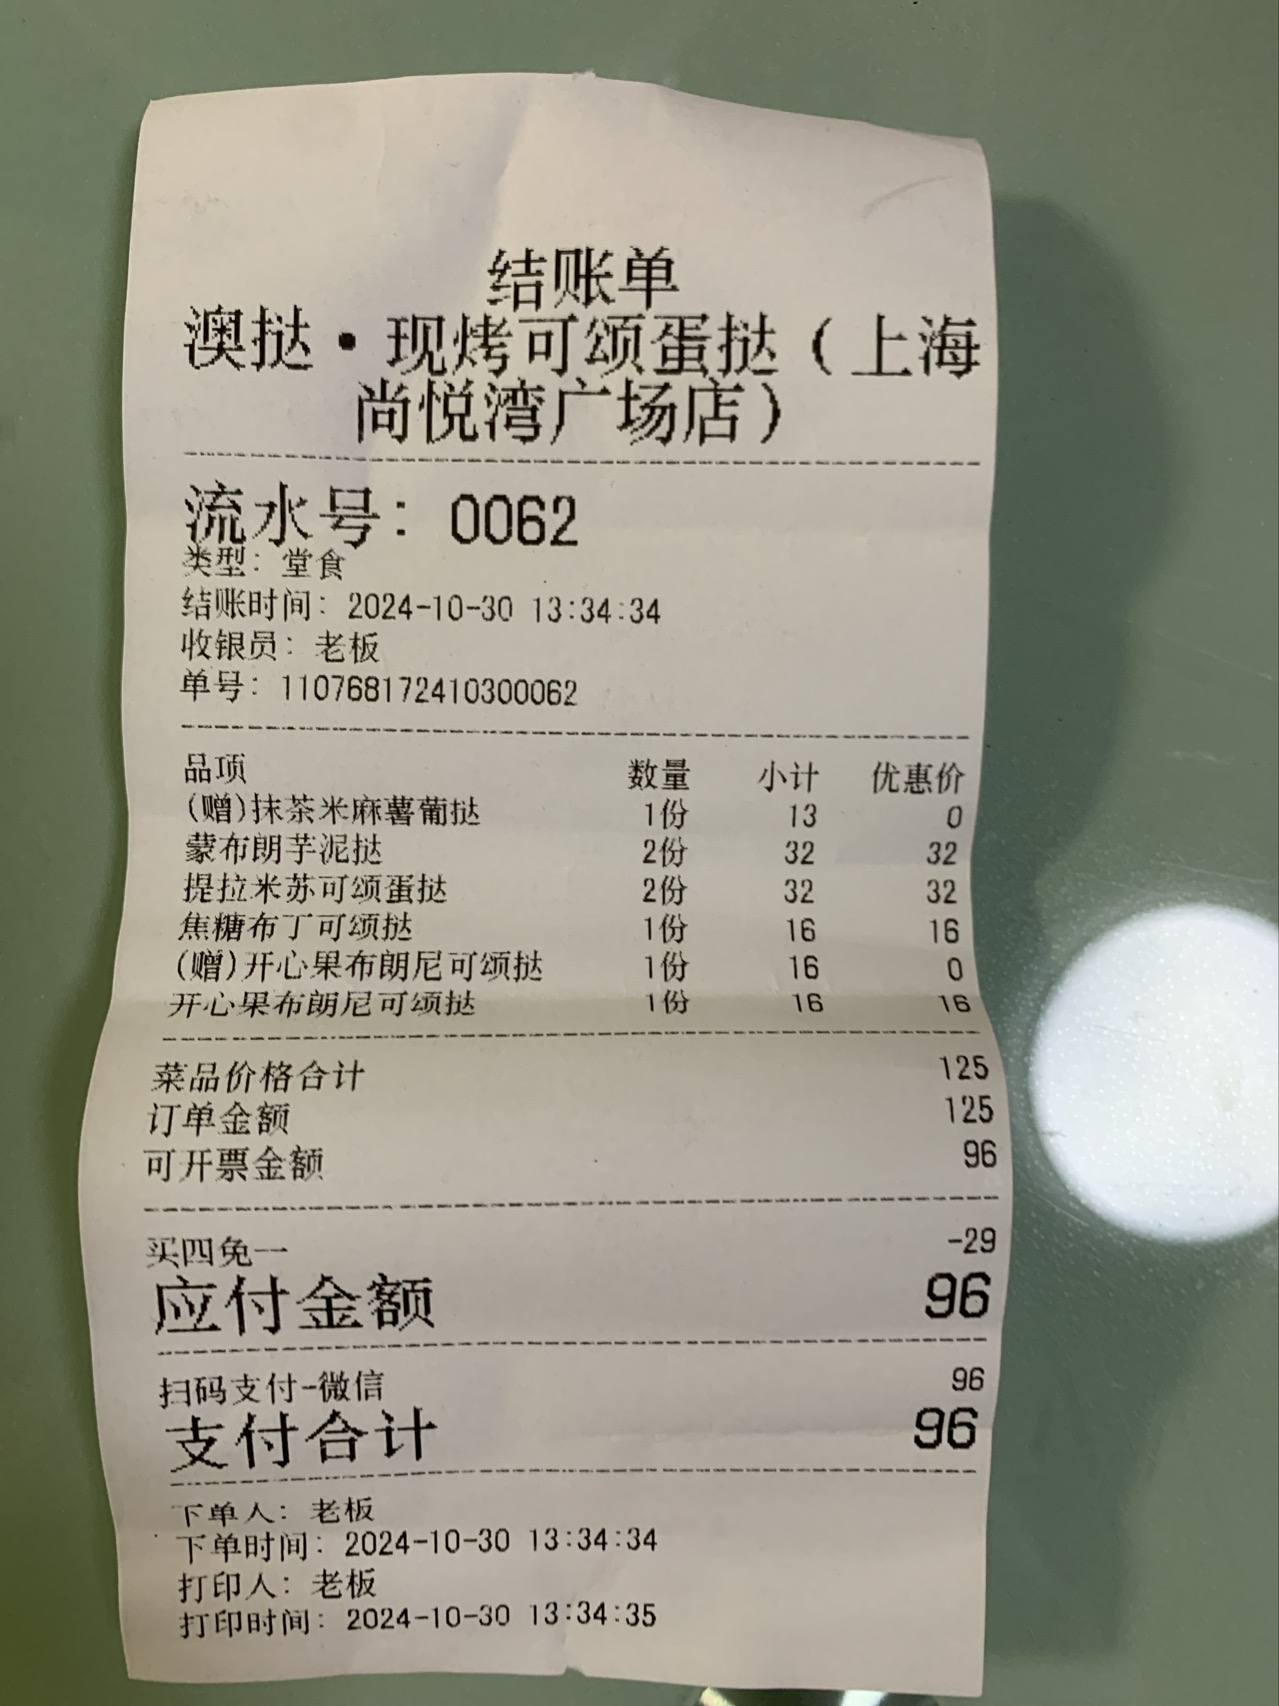 结账单
澳挞·现烤可颂蛋挞（上海
尚悦湾广场店）
流水号：0062
类型：堂食
结账时间：2024-10-30 13:34:34
收银员：老板
单号：110768172410300062
品项 数量 小计 优惠价
(赠)抹茶米麻薯葡挞 1份 13 0
蒙布朗芋泥挞 2份 32 32
提拉米苏可颂蛋挞 2份 32 32
焦糖布丁可颂挞 1份 16 16
(赠)开心果布朗尼可颂挞 1份 16 0
开心果布朗尼可颂挞 1份 16 16
菜品价格合计 125
订单金额 125
可开票金额 96
买四免一 -29
应付金额 96
扫码支付-微信 96
支付合计 96
下单人：老板
下单时间：2024-10-30 13:34:34
打印人：老板
打印时间：2024-10-30 13:34:35